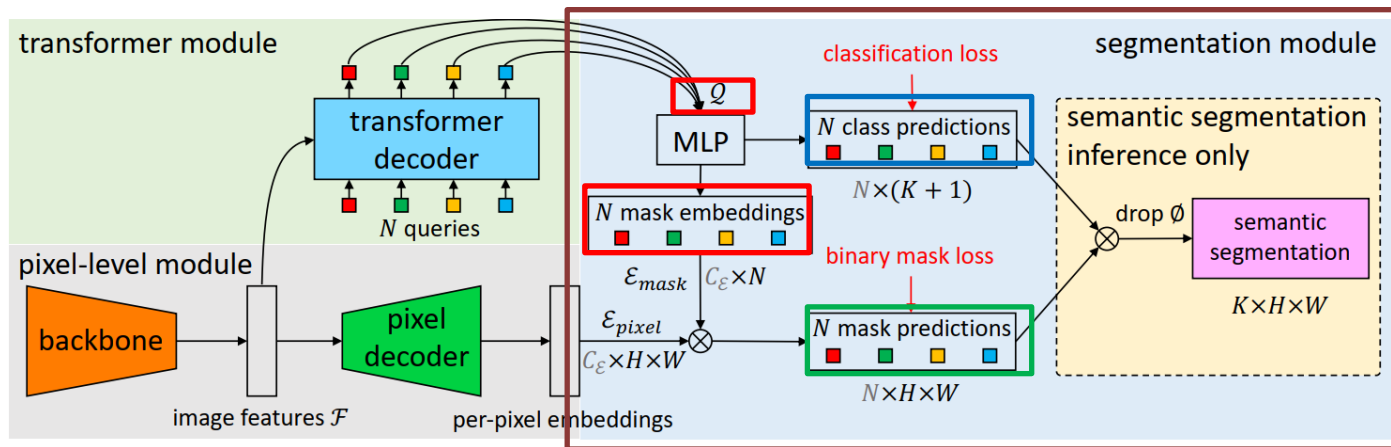 transformer module
transformer
decoder
N queries
pixel-level module
backbone
image features ℱ
pixel
decoder
per-pixel embeddings
segmentation module
Q
MLP
classification loss
N class predictions
N×(K + 1)
N mask embeddings
ℰmask
Cℰ×N
ℰpixel
Cℰ×H×W
binary mask loss
N mask predictions
N×H×W
semantic segmentation
inference only
drop ∅
semantic
segmentation
K×H×W